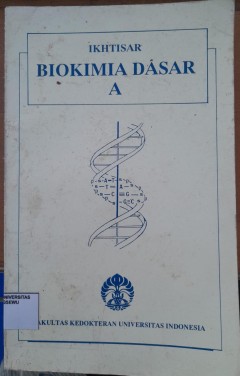 IKHTISAR
BIOKIMIA DASAR
A
FAKULTAS KEDOKTERAN UNIVERSITAS INDONESIA
UNIVERSITAS